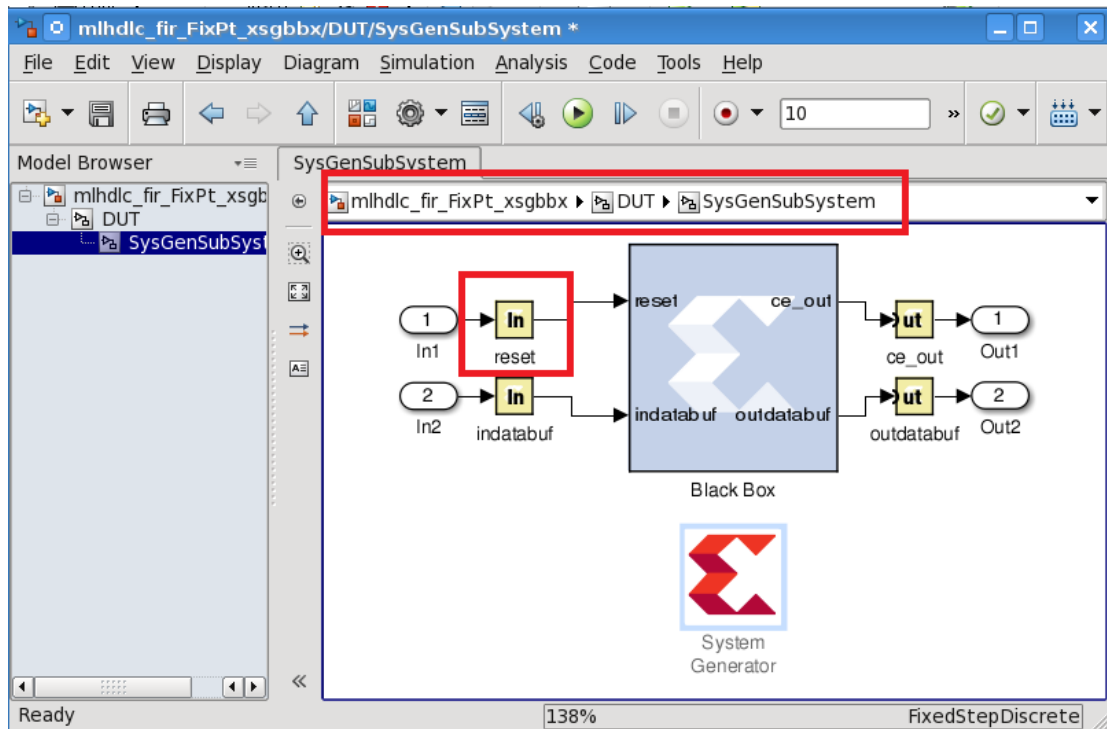 mlhdlc_fir_FixPt_xsgbbx/DUT/SysGenSubSystem *
File Edit View Display Diagram Simulation Analysis Code Tools Help
10 »
Model Browser
SysGenSubSystem
mlhdlc_fir_FixPt_xsgb
DUT
SysGenSubSyst
mlhdlc_fir_FixPt_xsgbbx DUT SysGenSubSystem
reset ce_out
1 In ut 1
In1 reset ce_out Out1
2 In indatabuf outdatabuf ut 2
In2 indatabuf outdatabuf Out2
Black Box
System
Generator
Ready 138% FixedStepDiscrete